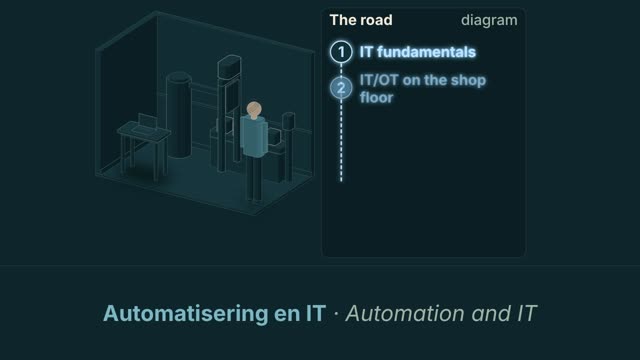 The road diagram
1 IT fundamentals
2 IT/OT on the shop
floor
Automatisering en IT · Automation and IT